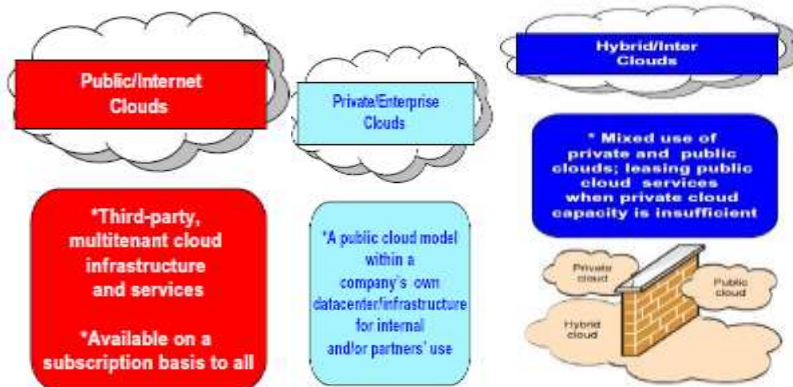 Public/Internet
Clouds
*Third-party,
multitenant cloud
infrastructure
and services
*Available on a
subscription basis to all
Private/Enterprise
Clouds
*A public cloud model
within a
company's own
datacenter/infrastructure
for internal
and/or partners' use
Hybrid/Inter
Clouds
* Mixed use of
private and public
clouds; leasing public
cloud services
when private cloud
capacity is insufficient
Private
cloud
Public
cloud
Hybrid
cloud